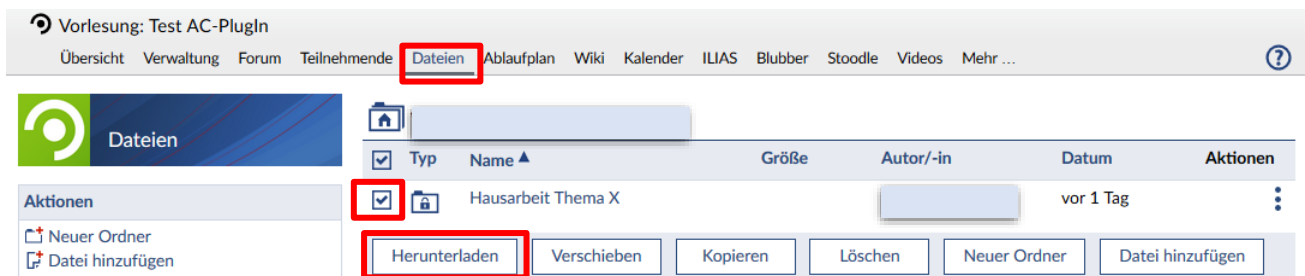 Vorlesung: Test AC-PlugIn
Übersicht Verwaltung Forum Teilnehmende Dateien Ablaufplan Wiki Kalender ILIAS Blubber Stoodle Videos Mehr ... ?
Dateien
Typ Name Größe Autor/-in Datum Aktionen
Hausarbeit Thema X vor 1 Tag
Aktionen
Neuer Ordner
Datei hinzufügen
Herunterladen Verschieben Kopieren Löschen Neuer Ordner Datei hinzufügen